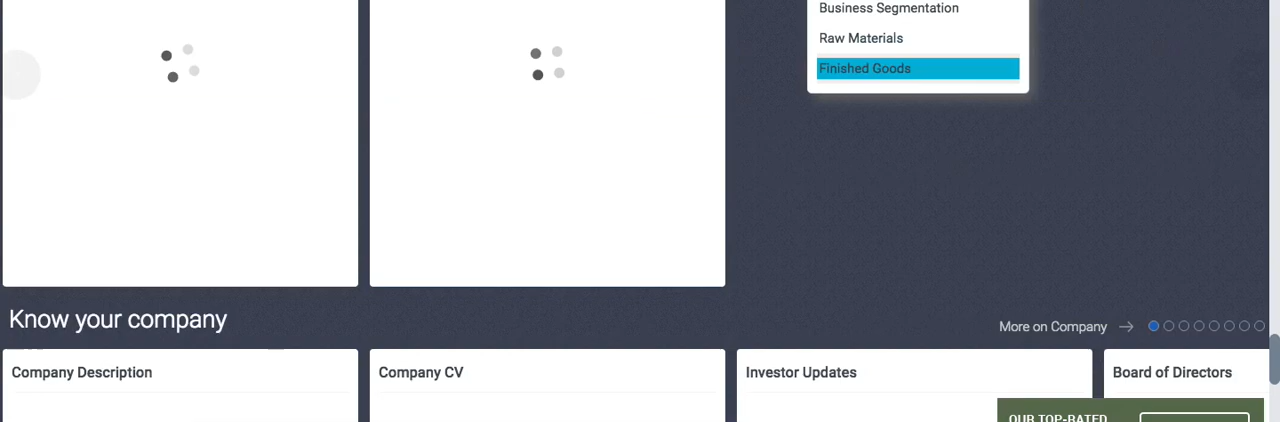 Business Segmentation
Raw Materials
Finished Goods
Know your company
More on Company
Company Description
Company CV
Investor Updates
Board of Directors
OUR TOP-RATED